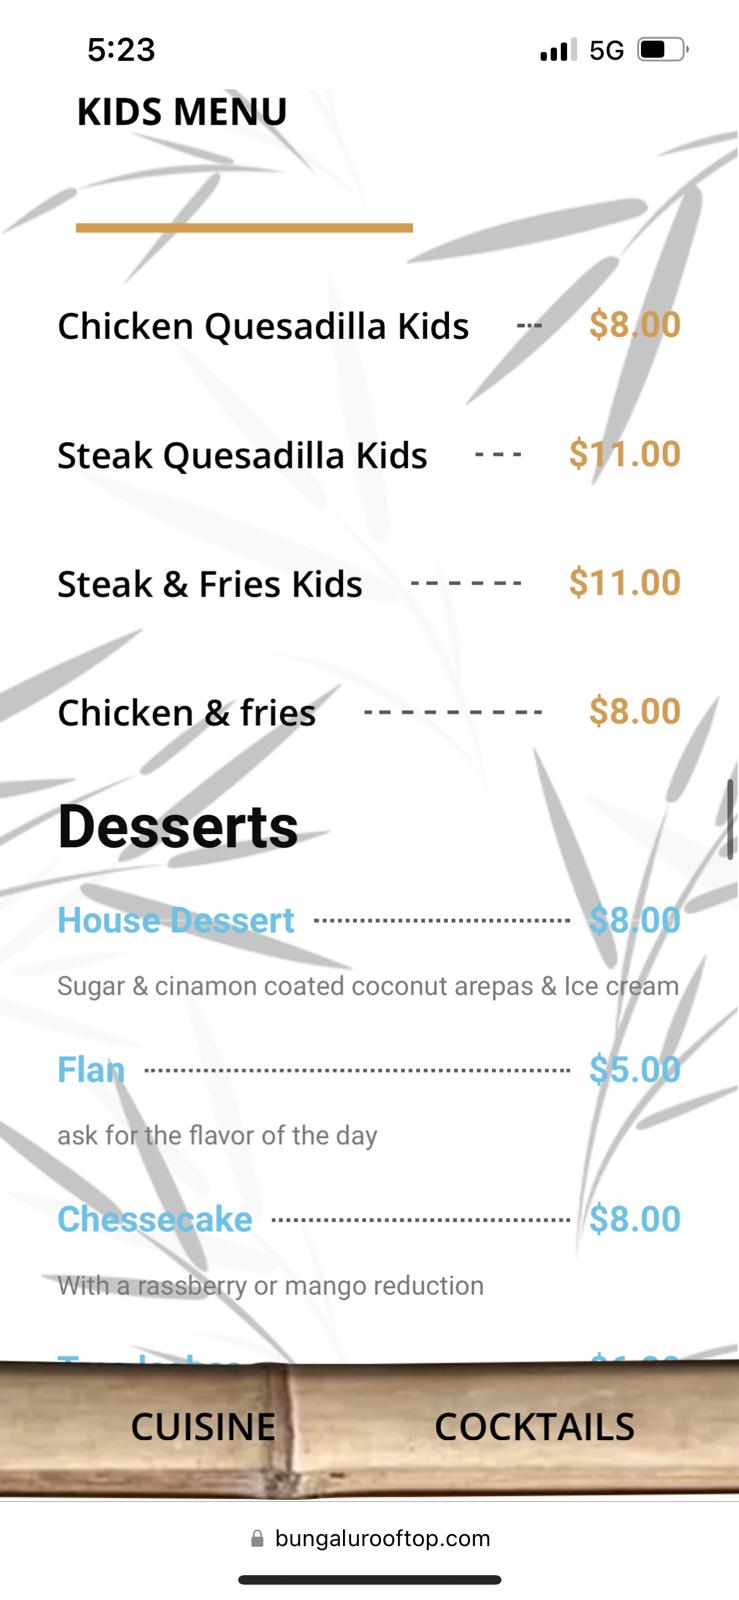 5:23 5G
KIDS MENU
Chicken Quesadilla Kids --- $8.00
Steak Quesadilla Kids --- $11.00
Steak & Fries Kids ------ $11.00
Chicken & fries --------- $8.00
Desserts
House Dessert $8.00
Sugar & cinamon coated coconut arepas & Ice cream
Flan $5.00
ask for the flavor of the day
Chessecake $8.00
With a rassberry or mango reduction
CUISINE COCKTAILS
bungalurooftop.com